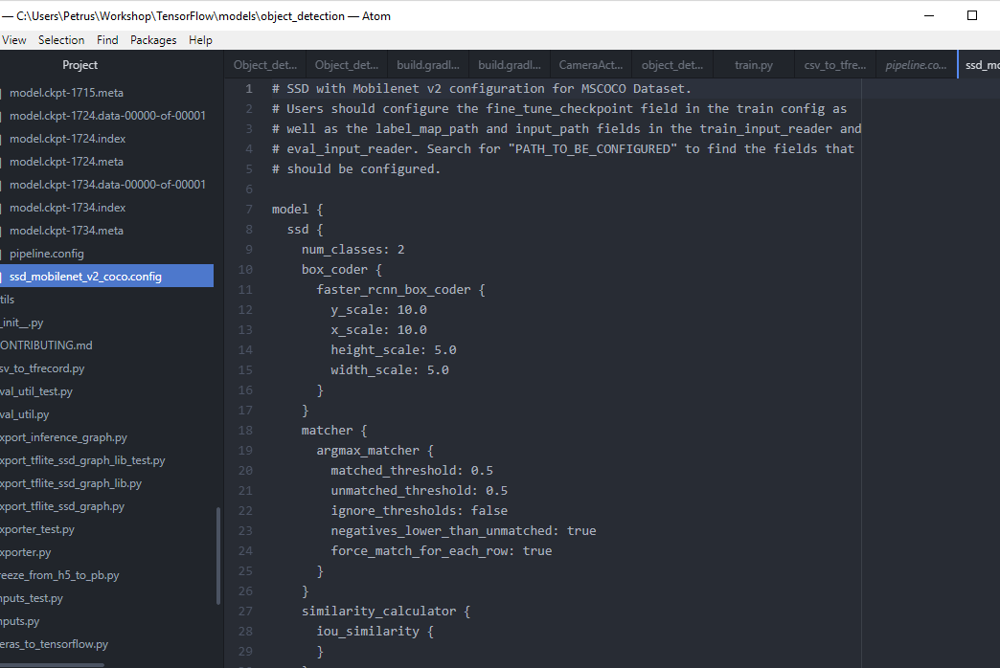 — C:\Users\Petrus\Workshop\TensorFlow\models\object_detection — Atom
View Selection Find Packages Help
Project
model.ckpt-1715.meta
model.ckpt-1724.data-00000-of-00001
model.ckpt-1724.index
model.ckpt-1724.meta
model.ckpt-1734.data-00000-of-00001
model.ckpt-1734.index
model.ckpt-1734.meta
pipeline.config
ssd_mobilenet_v2_coco.config
tils
_init__.py
ONTRIBUTING.md
sv_to_tfrecord.py
val_util_test.py
val_util.py
xport_inference_graph.py
xport_tflite_ssd_graph_lib_test.py
xport_tflite_ssd_graph_lib.py
xport_tflite_ssd_graph.py
xporter_test.py
xporter.py
reeze_from_h5_to_pb.py
nputs_test.py
nputs.py
eras_to_tensorflow.py
Object_det... Object_det... build.gradl... build.gradl... CameraAct... object_det... train.py csv_to_tfre... pipeline.co... ssd_mo
1 # SSD with Mobilenet v2 configuration for MSCOCO Dataset.
2 # Users should configure the fine_tune_checkpoint field in the train config as
3 # well as the label_map_path and input_path fields in the train_input_reader and
4 # eval_input_reader. Search for "PATH_TO_BE_CONFIGURED" to find the fields that
5 # should be configured.
6
7 model {
8 ssd {
9 num_classes: 2
10 box_coder {
11 faster_rcnn_box_coder {
12 y_scale: 10.0
13 x_scale: 10.0
14 height_scale: 5.0
15 width_scale: 5.0
16 }
17 }
18 matcher {
19 argmax_matcher {
20 matched_threshold: 0.5
21 unmatched_threshold: 0.5
22 ignore_thresholds: false
23 negatives_lower_than_unmatched: true
24 force_match_for_each_row: true
25 }
26 }
27 similarity_calculator {
28 iou_similarity {
29 }